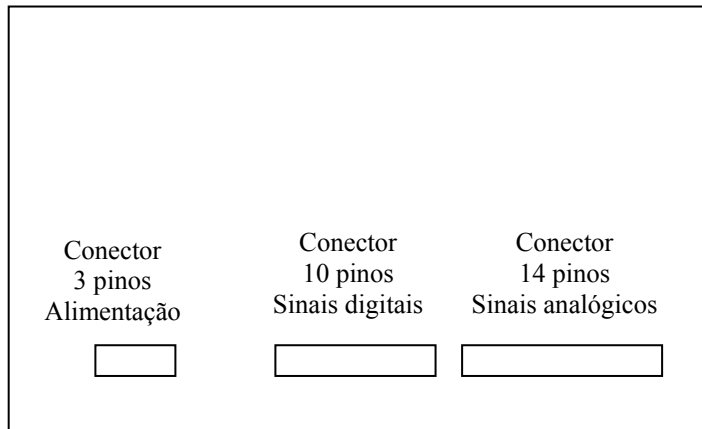 Conector
3 pinos
Alimentação
Conector
10 pinos
Sinais digitais
Conector
14 pinos
Sinais analógicos